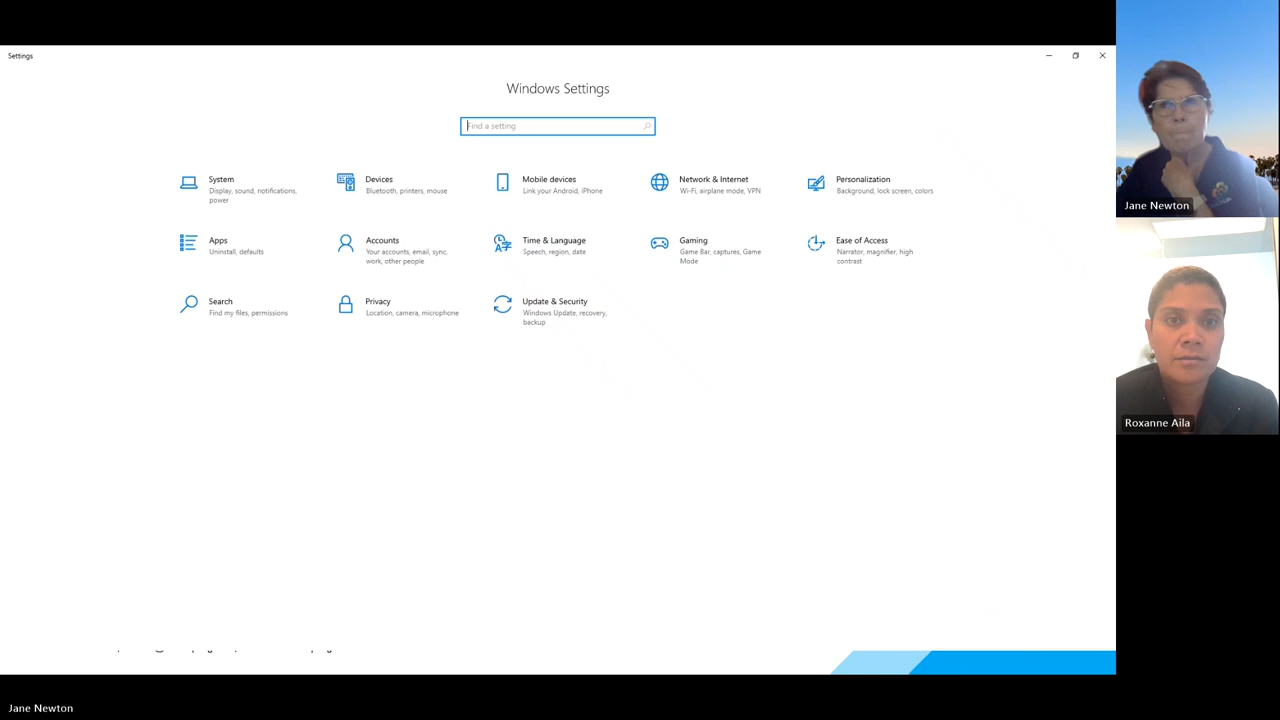 Settings
Windows Settings
Find a setting
System
Display, sound, notifications,
power
Devices
Bluetooth, printers, mouse
Mobile devices
Link your Android, iPhone
Network & Internet
Wi-Fi, airplane mode, VPN
Personalization
Background, lock screen, colors
Apps
Uninstall, defaults
Accounts
Your accounts, email, sync,
work, other people
Time & Language
Speech, region, date
Gaming
Game Bar, captures, Game
Mode
Ease of Access
Narrator, magnifier, high
contrast
Search
Find my files, permissions
Privacy
Location, camera, microphone
Update & Security
Windows Update, recovery,
backup
Jane Newton
Roxanne Aila
Jane Newton